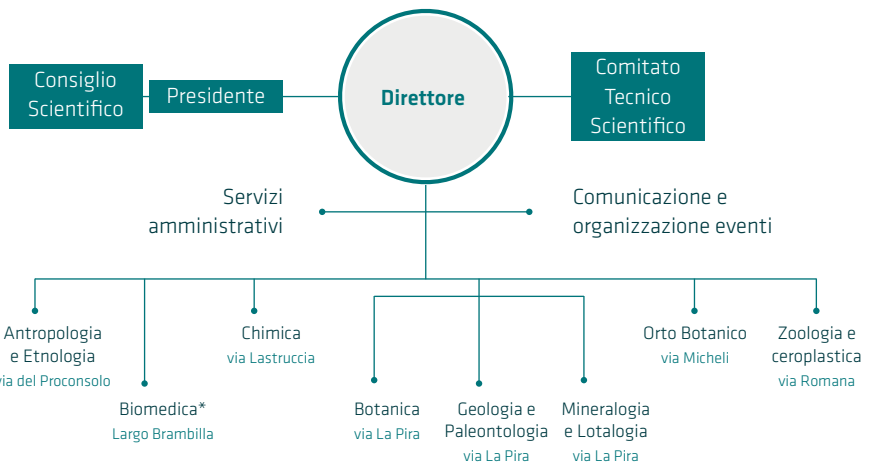 Consiglio
Scientifico
Presidente
Direttore
Comitato
Tecnico
Scientifico
Servizi
amministrativi
Comunicazione e
organizzazione eventi
Antropologia
e Etnologia
via del Proconsolo
Biomedica*
Largo Brambilla
Chimica
via Lastruccia
Botanica
via La Pira
Geologia e
Paleontologia
via La Pira
Mineralogia
e Lotalogia
via La Pira
Orto Botanico
via Micheli
Zoologia e
ceroplastica
via Romana